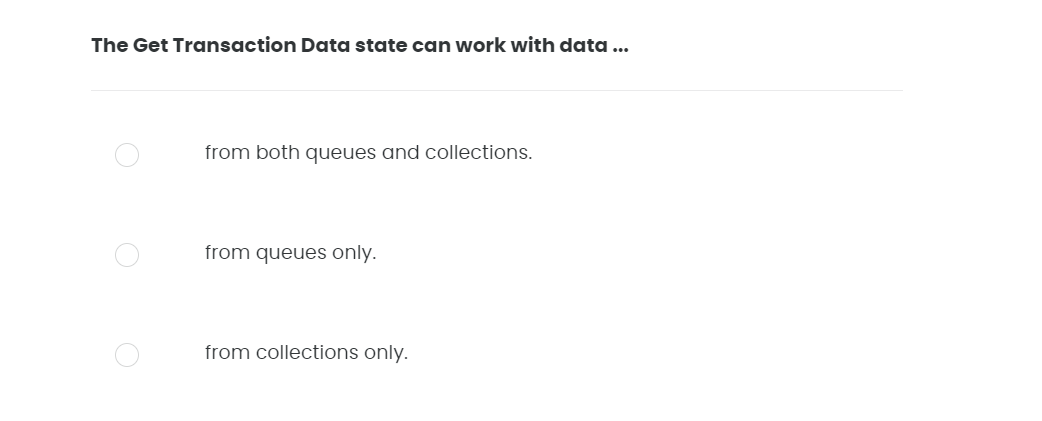 The Get Transaction Data state can work with data ...
from both queues and collections.
from queues only.
from collections only.